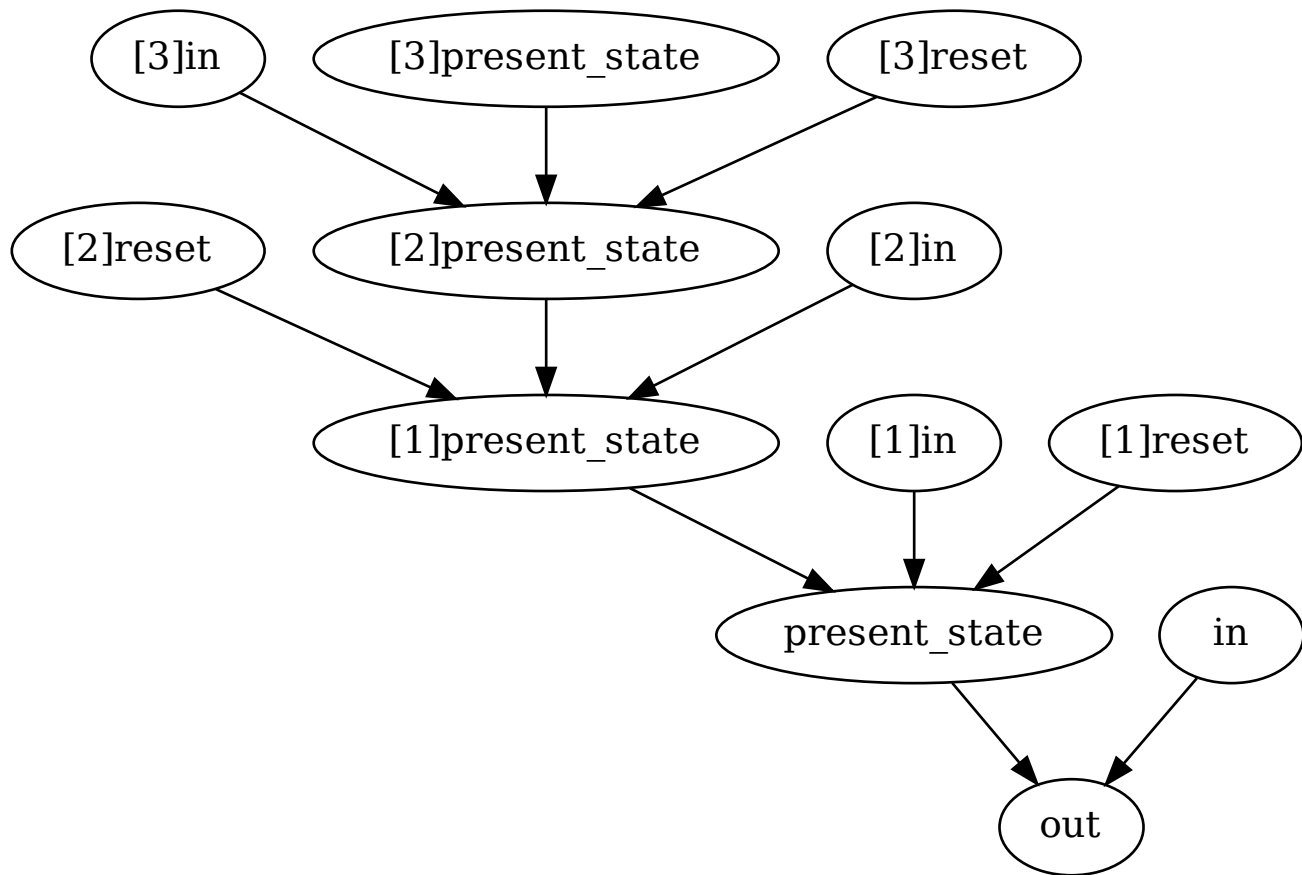 [3]in
[3]present_state
[3]reset
[2]reset
[2]present_state
[2]in
[1]present_state
[1]in
[1]reset
present_state
in
out